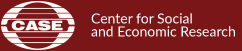 CASE
Center for Social
and Economic Research